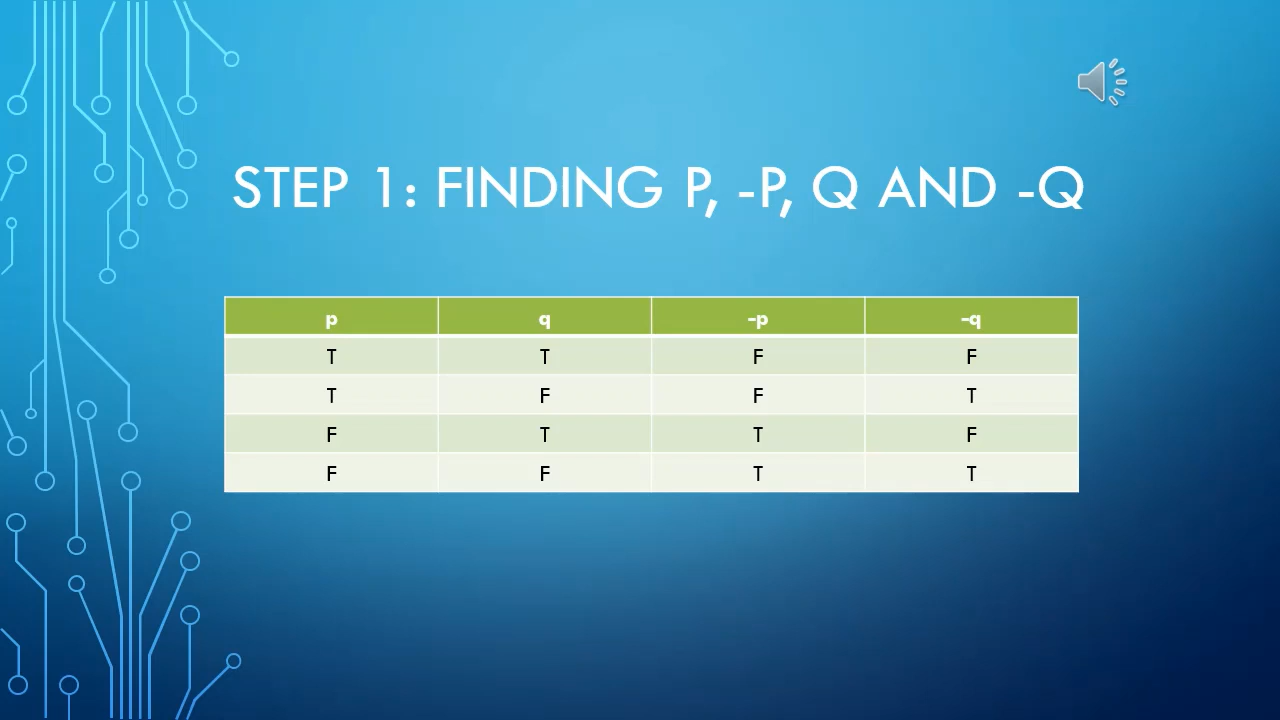 STEP 1: FINDING P, -P, Q AND -Q
p q -p -q
T T F F
T F F T
F T T F
F F T T